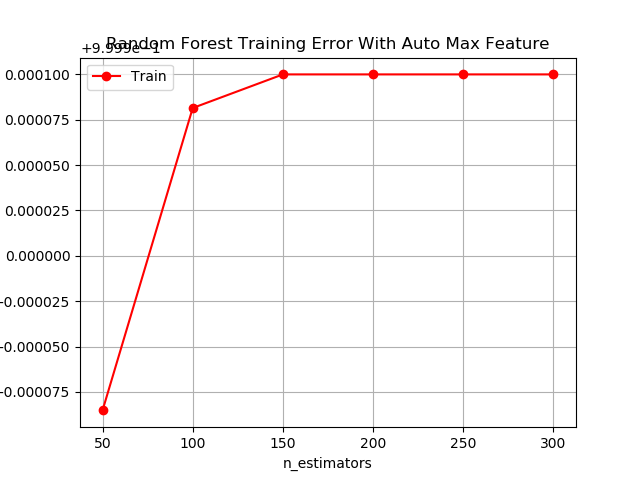 Random Forest Training Error With Auto Max Feature
+9.999e−1
Train
0.000100
0.000075
0.000050
0.000025
0.000000
−0.000025
−0.000050
−0.000075
50 100 150 200 250 300
n_estimators